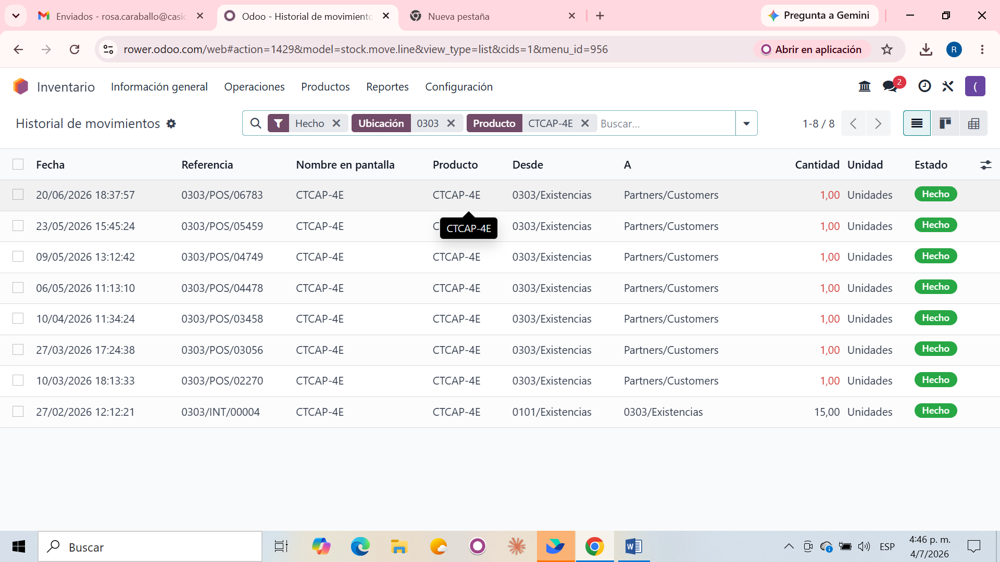 Enviados - rosa.caraballo@casic
Odoo - Historial de movimiento
Nueva pestaña
Pregunta a Gemini
rower.odoo.com/web#action=1429&model=stock.move.line&view_type=list&cids=1&menu_id=956
Abrir en aplicación
R
Inventario Información general Operaciones Productos Reportes Configuración
2
(
Historial de movimientos
Hecho Ubicación 0303 Producto CTCAP-4E Buscar...
1-8 / 8
Fecha Referencia Nombre en pantalla Producto Desde A Cantidad Unidad Estado
20/06/2026 18:37:57 0303/POS/06783 CTCAP-4E CTCAP-4E 0303/Existencias Partners/Customers 1,00 Unidades Hecho
23/05/2026 15:45:24 0303/POS/05459 CTCAP-4E C 0303/Existencias Partners/Customers 1,00 Unidades Hecho
CTCAP-4E
09/05/2026 13:12:42 0303/POS/04749 CTCAP-4E CTCAP-4E 0303/Existencias Partners/Customers 1,00 Unidades Hecho
06/05/2026 11:13:10 0303/POS/04478 CTCAP-4E CTCAP-4E 0303/Existencias Partners/Customers 1,00 Unidades Hecho
10/04/2026 11:34:24 0303/POS/03458 CTCAP-4E CTCAP-4E 0303/Existencias Partners/Customers 1,00 Unidades Hecho
27/03/2026 17:24:38 0303/POS/03056 CTCAP-4E CTCAP-4E 0303/Existencias Partners/Customers 1,00 Unidades Hecho
10/03/2026 18:13:33 0303/POS/02270 CTCAP-4E CTCAP-4E 0303/Existencias Partners/Customers 1,00 Unidades Hecho
27/02/2026 12:12:21 0303/INT/00004 CTCAP-4E CTCAP-4E 0101/Existencias 0303/Existencias 15,00 Unidades Hecho
Buscar
ESP
4:46 p. m.
4/7/2026